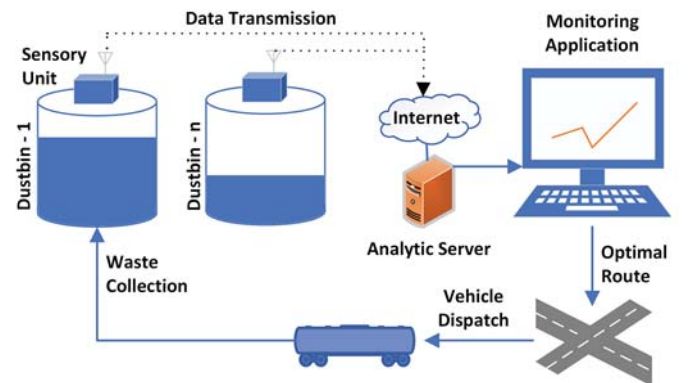 Data Transmission
Sensory
Unit
Dustbin - 1
Dustbin - n
Internet
Analytic Server
Monitoring
Application
Optimal
Route
Vehicle
Dispatch
Waste
Collection